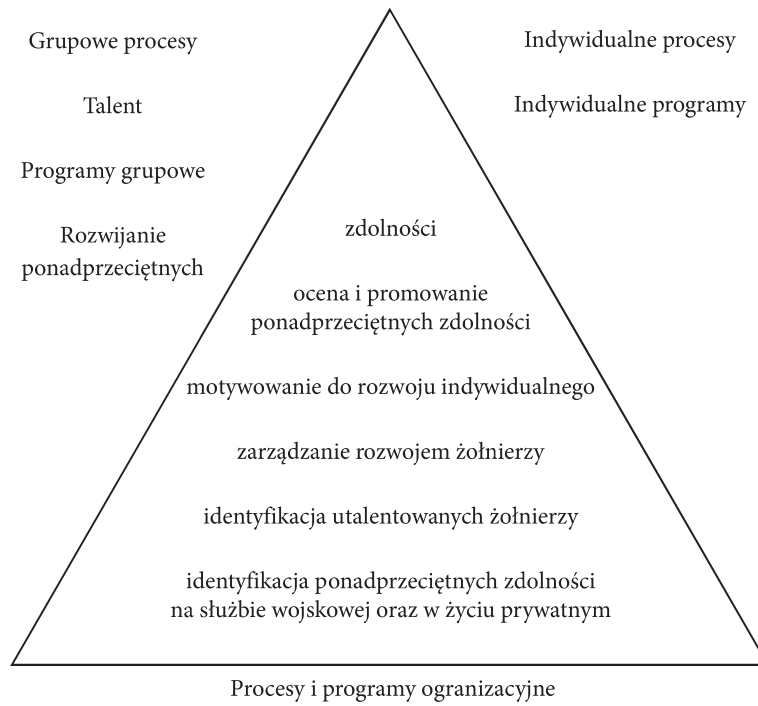 Grupowe procesy
Indywidualne procesy
Talent
Indywidualne programy
Programy grupowe
Rozwijanie
ponadprzeciętnych
zdolności
ocena i promowanie
ponadprzeciętnych zdolności
motywowanie do rozwoju indywidualnego
zarządzanie rozwojem żołnierzy
identyfikacja utalentowanych żołnierzy
identyfikacja ponadprzeciętnych zdolności
na służbie wojskowej oraz w życiu prywatnym
Procesy i programy ogranizacyjne